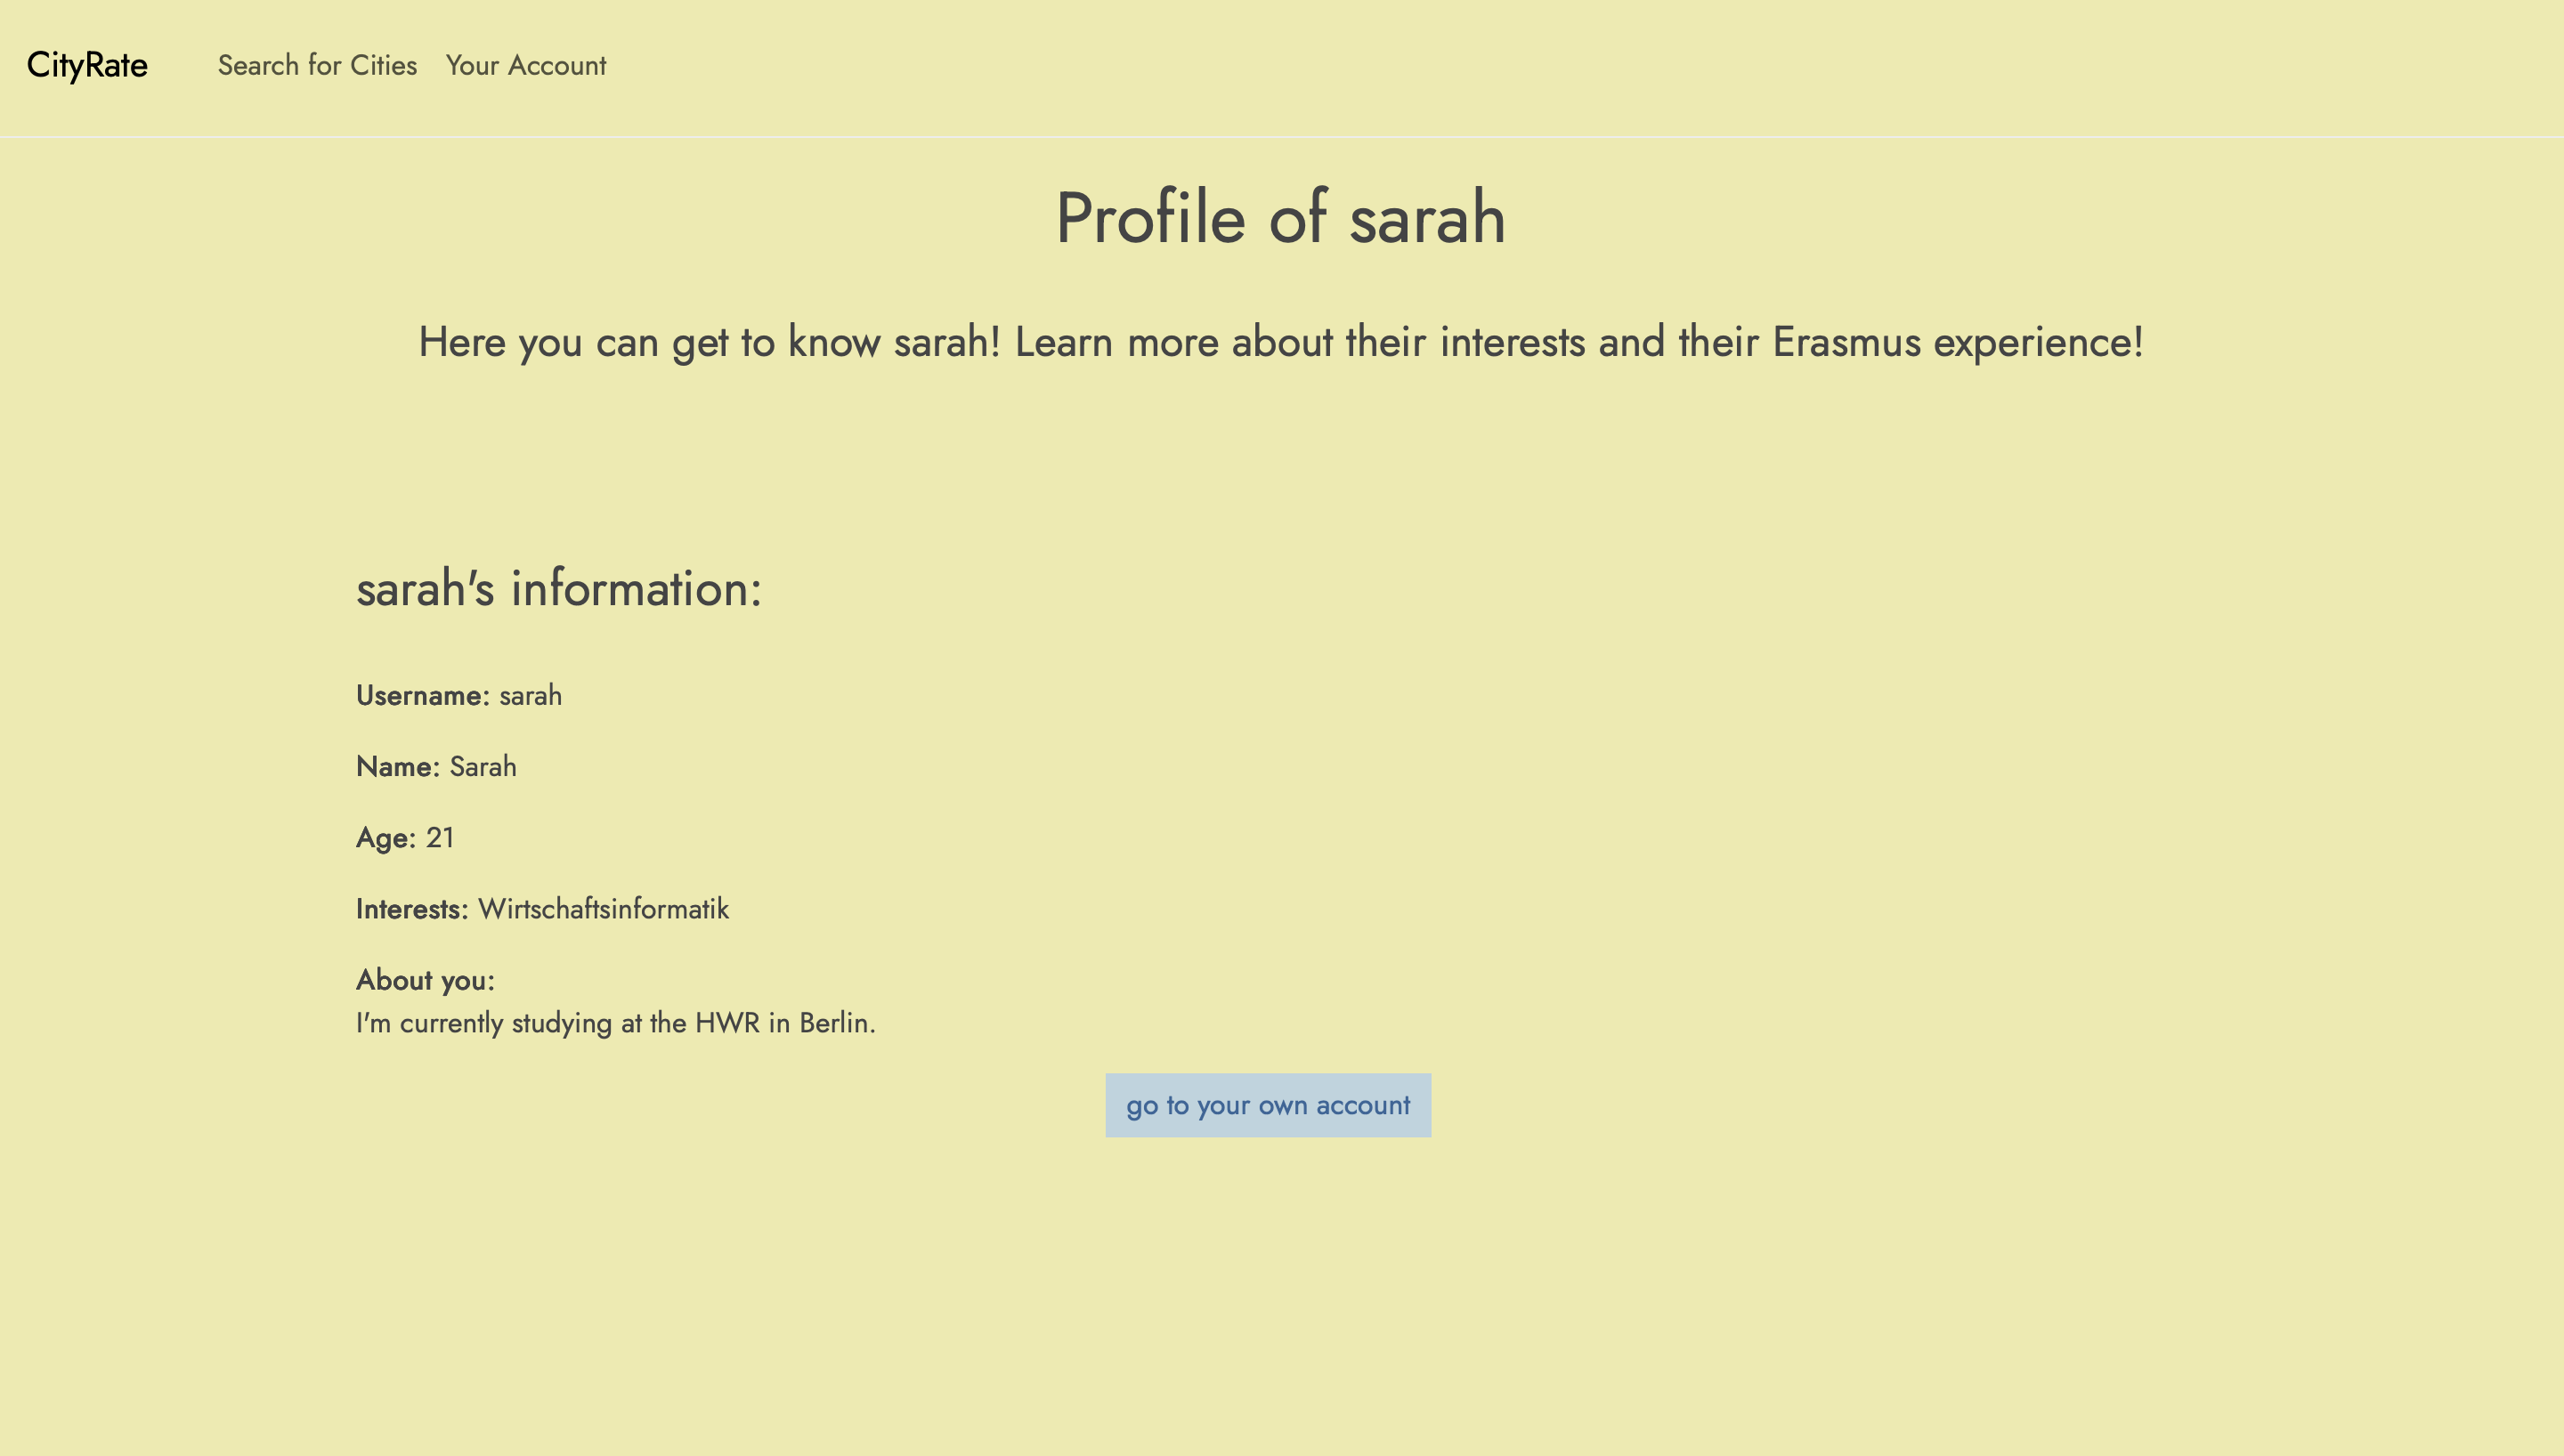 CityRate
Search for Cities
Your Account
Profile of sarah
Here you can get to know sarah! Learn more about their interests and their Erasmus experience!
sarah's information:
Username: sarah
Name: Sarah
Age: 21
Interests: Wirtschaftsinformatik
About you:
I'm currently studying at the HWR in Berlin.
go to your own account